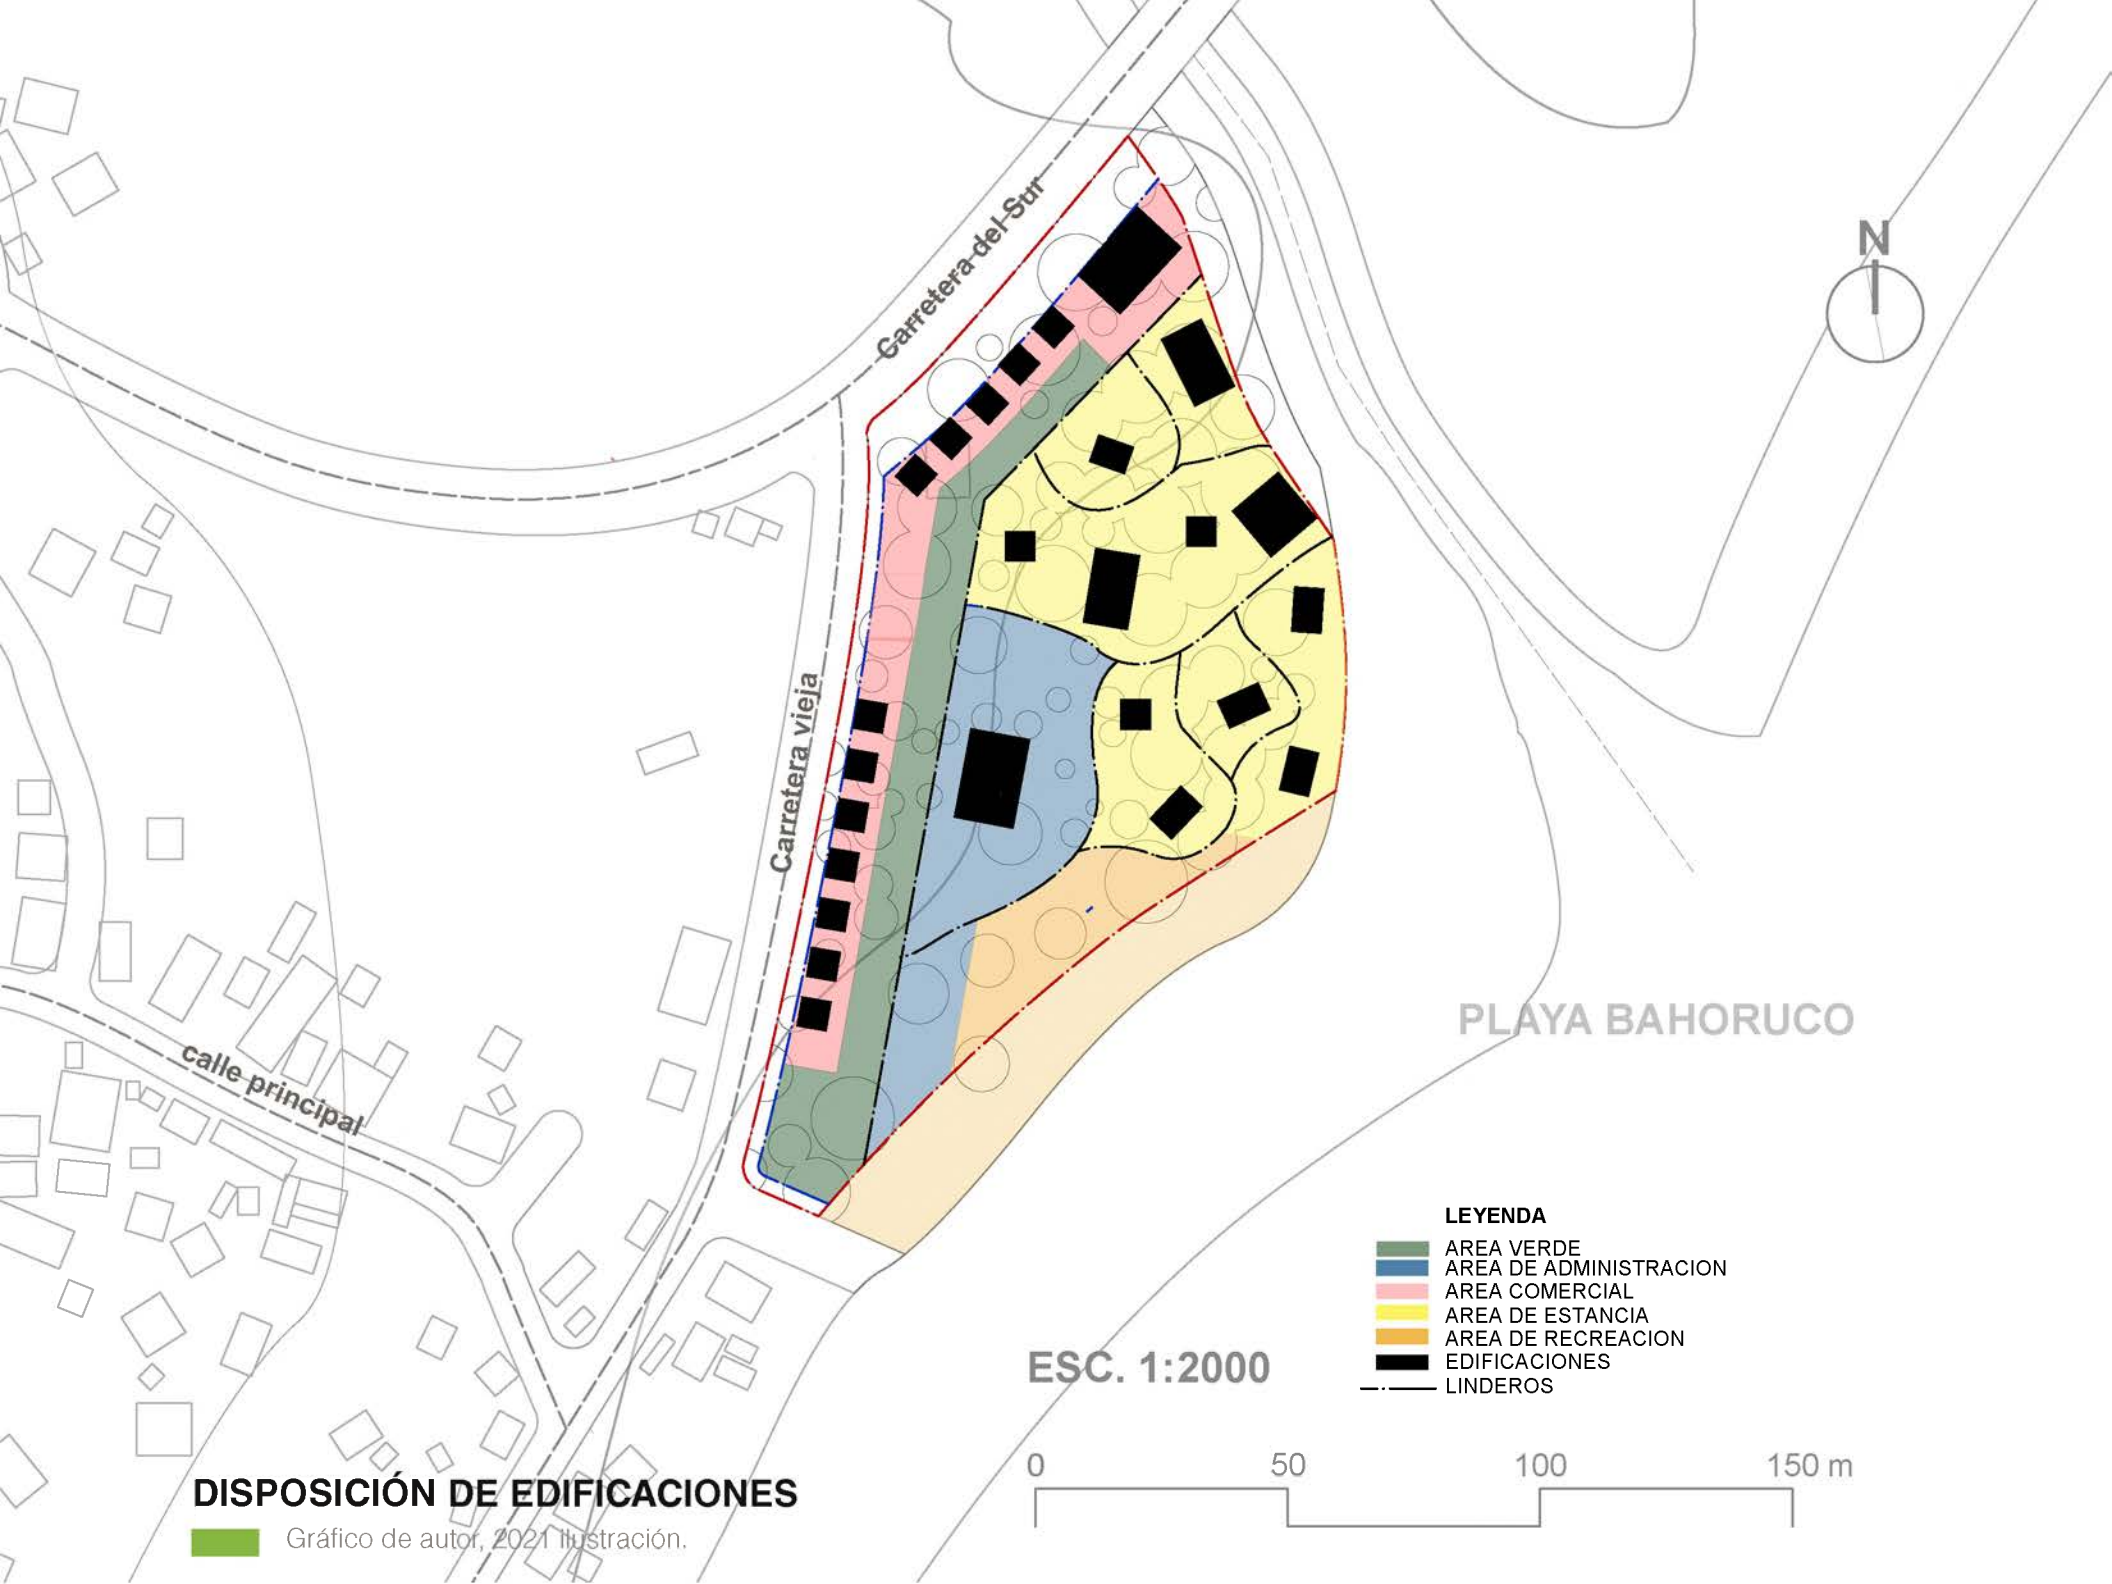 Carretera del Sur
N
Carretera vieja
PLAYA BAHORUCO
calle principal
LEYENDA
AREA VERDE
AREA DE ADMINISTRACION
AREA COMERCIAL
AREA DE ESTANCIA
AREA DE RECREACION
EDIFICACIONES
LINDEROS
ESC. 1:2000
0 50 100 150 m
DISPOSICIÓN DE EDIFICACIONES
Gráfico de autor, 2021 ilustración.